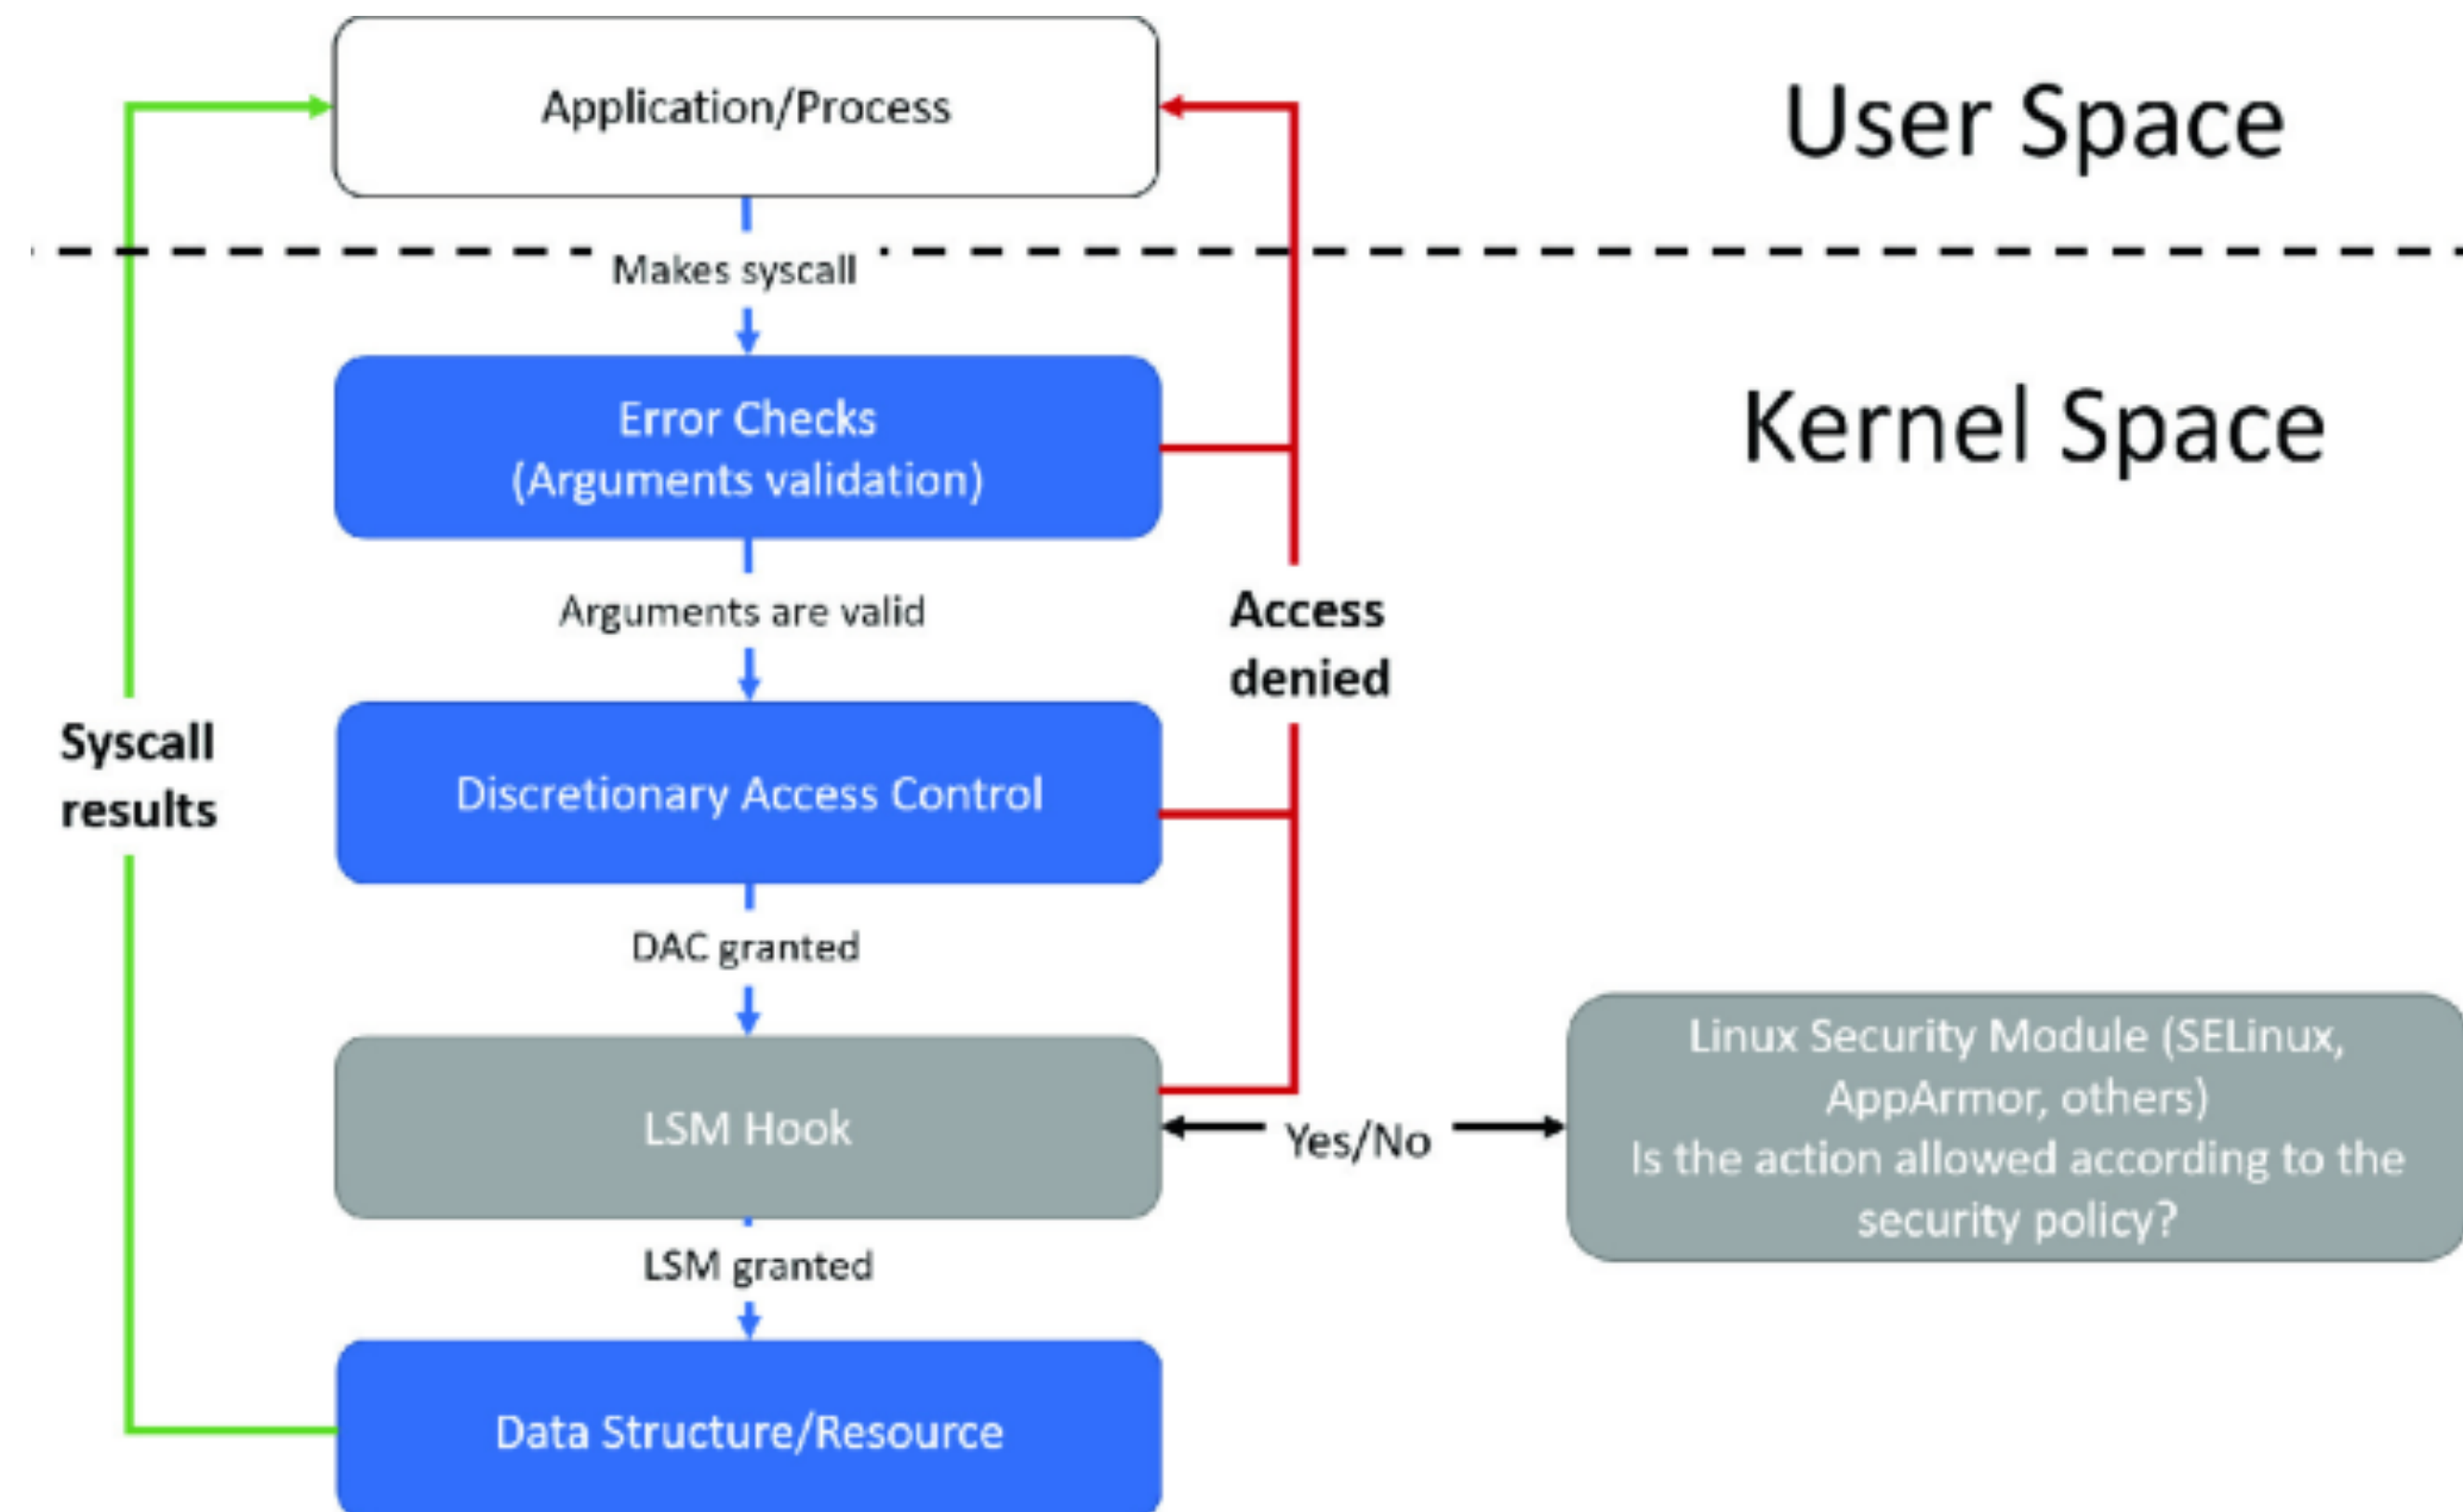 Application/Process
User Space
Makes syscall
Kernel Space
Error Checks
(Arguments validation)
Arguments are valid
Access
denied
Syscall
results
Discretionary Access Control
DAC granted
LSM Hook
Yes/No
Linux Security Module (SELinux,
AppArmor, others)
Is the action allowed according to the
security policy?
LSM granted
Data Structure/Resource